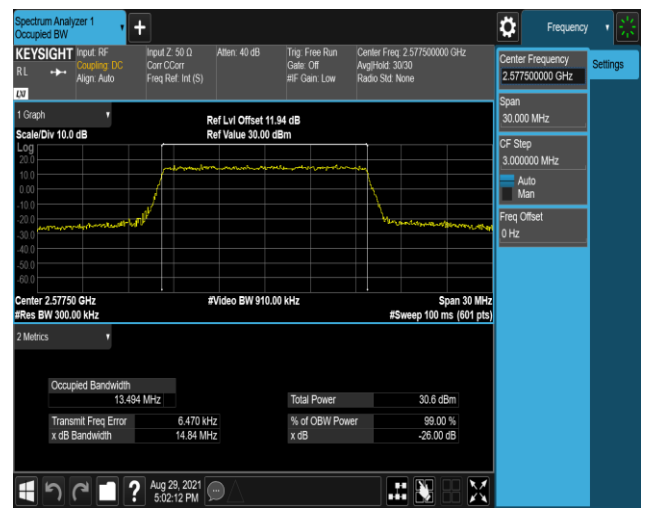 Spectrum Analyzer 1
Occupied BW
Frequency
KEYSIGHT
RL
LXI
Input: RF
Coupling: DC
Align: Auto
Input Z: 50 Ω
Corr CCorr
Freq Ref: Int (S)
Atten: 40 dB
Trig: Free Run
Gate: Off
#IF Gain: Low
Center Freq: 2.577500000 GHz
Avg|Hold: 30/30
Radio Std: None
Center Frequency
2.577500000 GHz
Settings
Span
30.000 MHz
CF Step
3.000000 MHz
Auto
Man
Freq Offset
0 Hz
1 Graph
Scale/Div 10.0 dB
Ref Lvl Offset 11.94 dB
Ref Value 30.00 dBm
Log
20.0
10.0
0.00
-10.0
-20.0
-30.0
-40.0
-50.0
-60.0
Center 2.57750 GHz
#Video BW 910.00 kHz
Span 30 MHz
#Res BW 300.00 kHz
#Sweep 100 ms (601 pts)
2 Metrics
Occupied Bandwidth
13.494 MHz
Total Power 30.6 dBm
Transmit Freq Error 6.470 kHz
% of OBW Power 99.00 %
x dB Bandwidth 14.84 MHz
x dB -26.00 dB
?
Aug 29, 2021
5:02:12 PM